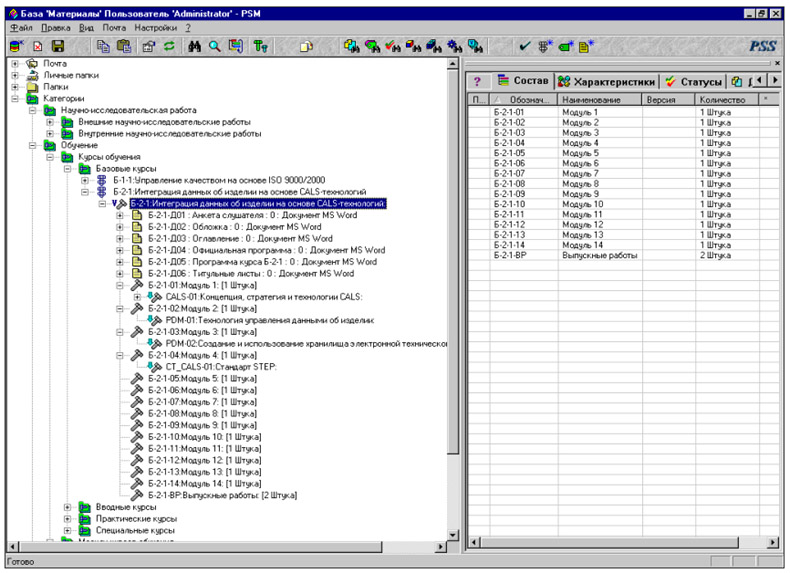 База 'Материалы' Пользователь 'Administrator' - PSM
Файл Правка Вид Почта Настройки ?
PSS
Почта
Личные папки
Папки
Категории
Научно-исследовательская работа
Внешние научно-исследовательские работы
Внутренние научно-исследовательские работы
Обучение
Курсы обучения
Базовые курсы
Б-1-1:Управление качеством на основе ISO 9000/2000
Б-2-1:Интеграция данных об изделии на основе CALS-технологий
Б-2-1:Интеграция данных об изделии на основе CALS-технологий:
Б-2-1-Д01 : Анкета слушателя : 0 : Документ MS Word
Б-2-1-Д02 : Обложка : 0 : Документ MS Word
Б-2-1-Д03 : Оглавление : 0 : Документ MS Word
Б-2-1-Д04 : Официальная программа : 0 : Документ MS Word
Б-2-1-Д05 : Программа курса Б-2-1 : 0 : Документ MS Word
Б-2-1-Д06 : Титульные листы : 0 : Документ MS Word
Б-2-1-01:Модуль 1: [1 Штука]
CALS-01:Концепция, стратегия и технологии CALS:
Б-2-1-02:Модуль 2: [1 Штука]
PDM-01:Технология управления данными об изделии:
Б-2-1-03:Модуль 3: [1 Штука]
PDM-02:Создание и использование хранилища электронной техническо
Б-2-1-04:Модуль 4: [1 Штука]
CT_CALS-01:Стандарт STEP:
Б-2-1-05:Модуль 5: [1 Штука]
Б-2-1-06:Модуль 6: [1 Штука]
Б-2-1-07:Модуль 7: [1 Штука]
Б-2-1-08:Модуль 8: [1 Штука]
Б-2-1-09:Модуль 9: [1 Штука]
Б-2-1-10:Модуль 10: [1 Штука]
Б-2-1-11:Модуль 11: [1 Штука]
Б-2-1-12:Модуль 12: [1 Штука]
Б-2-1-13:Модуль 13: [1 Штука]
Б-2-1-14:Модуль 14: [1 Штука]
Б-2-1-ВР:Выпускные работы: [2 Штука]
Вводные курсы
Практические курсы
Специальные курсы
? Состав Характеристики Статусы
П... Обознач... Наименование Версия Количество *
Б-2-1-01 Модуль 1 1 Штука
Б-2-1-02 Модуль 2 1 Штука
Б-2-1-03 Модуль 3 1 Штука
Б-2-1-04 Модуль 4 1 Штука
Б-2-1-05 Модуль 5 1 Штука
Б-2-1-06 Модуль 6 1 Штука
Б-2-1-07 Модуль 7 1 Штука
Б-2-1-08 Модуль 8 1 Штука
Б-2-1-09 Модуль 9 1 Штука
Б-2-1-10 Модуль 10 1 Штука
Б-2-1-11 Модуль 11 1 Штука
Б-2-1-12 Модуль 12 1 Штука
Б-2-1-13 Модуль 13 1 Штука
Б-2-1-14 Модуль 14 1 Штука
Б-2-1-ВР Выпускные работы 2 Штука
Готово